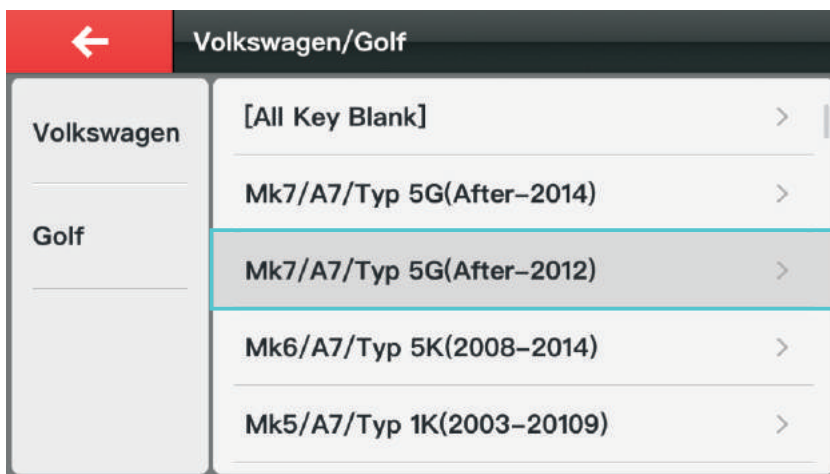 Volkswagen/Golf
Volkswagen
Golf
[All Key Blank]
Mk7/A7/Typ 5G(After-2014)
Mk7/A7/Typ 5G(After-2012)
Mk6/A7/Typ 5K(2008-2014)
Mk5/A7/Typ 1K(2003-20109)